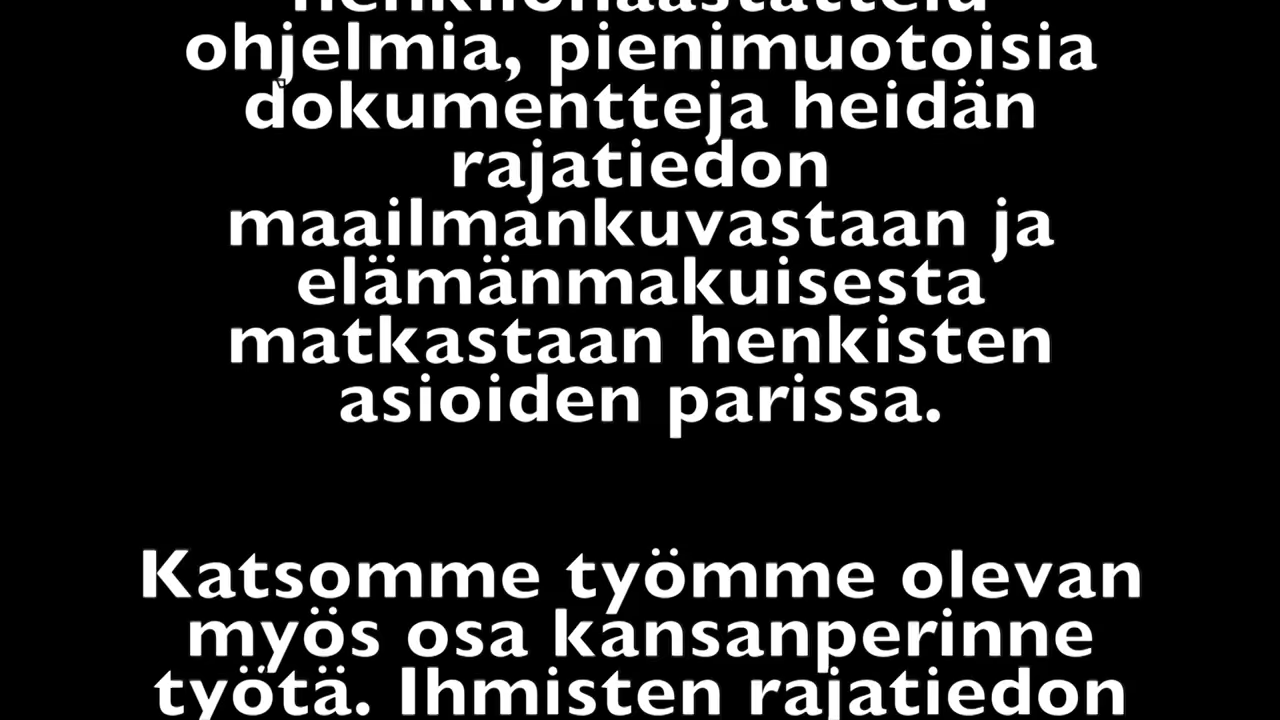 henkilöhaastattelu
ohjelmia, pienimuotoisia
dokumentteja heidän
rajatiedon
maailmankuvastaan ja
elämänmakuisesta
matkastaan henkisten
asioiden parissa.
Katsomme työmme olevan
myös osa kansanperinne
työtä. Ihmisten rajatiedon